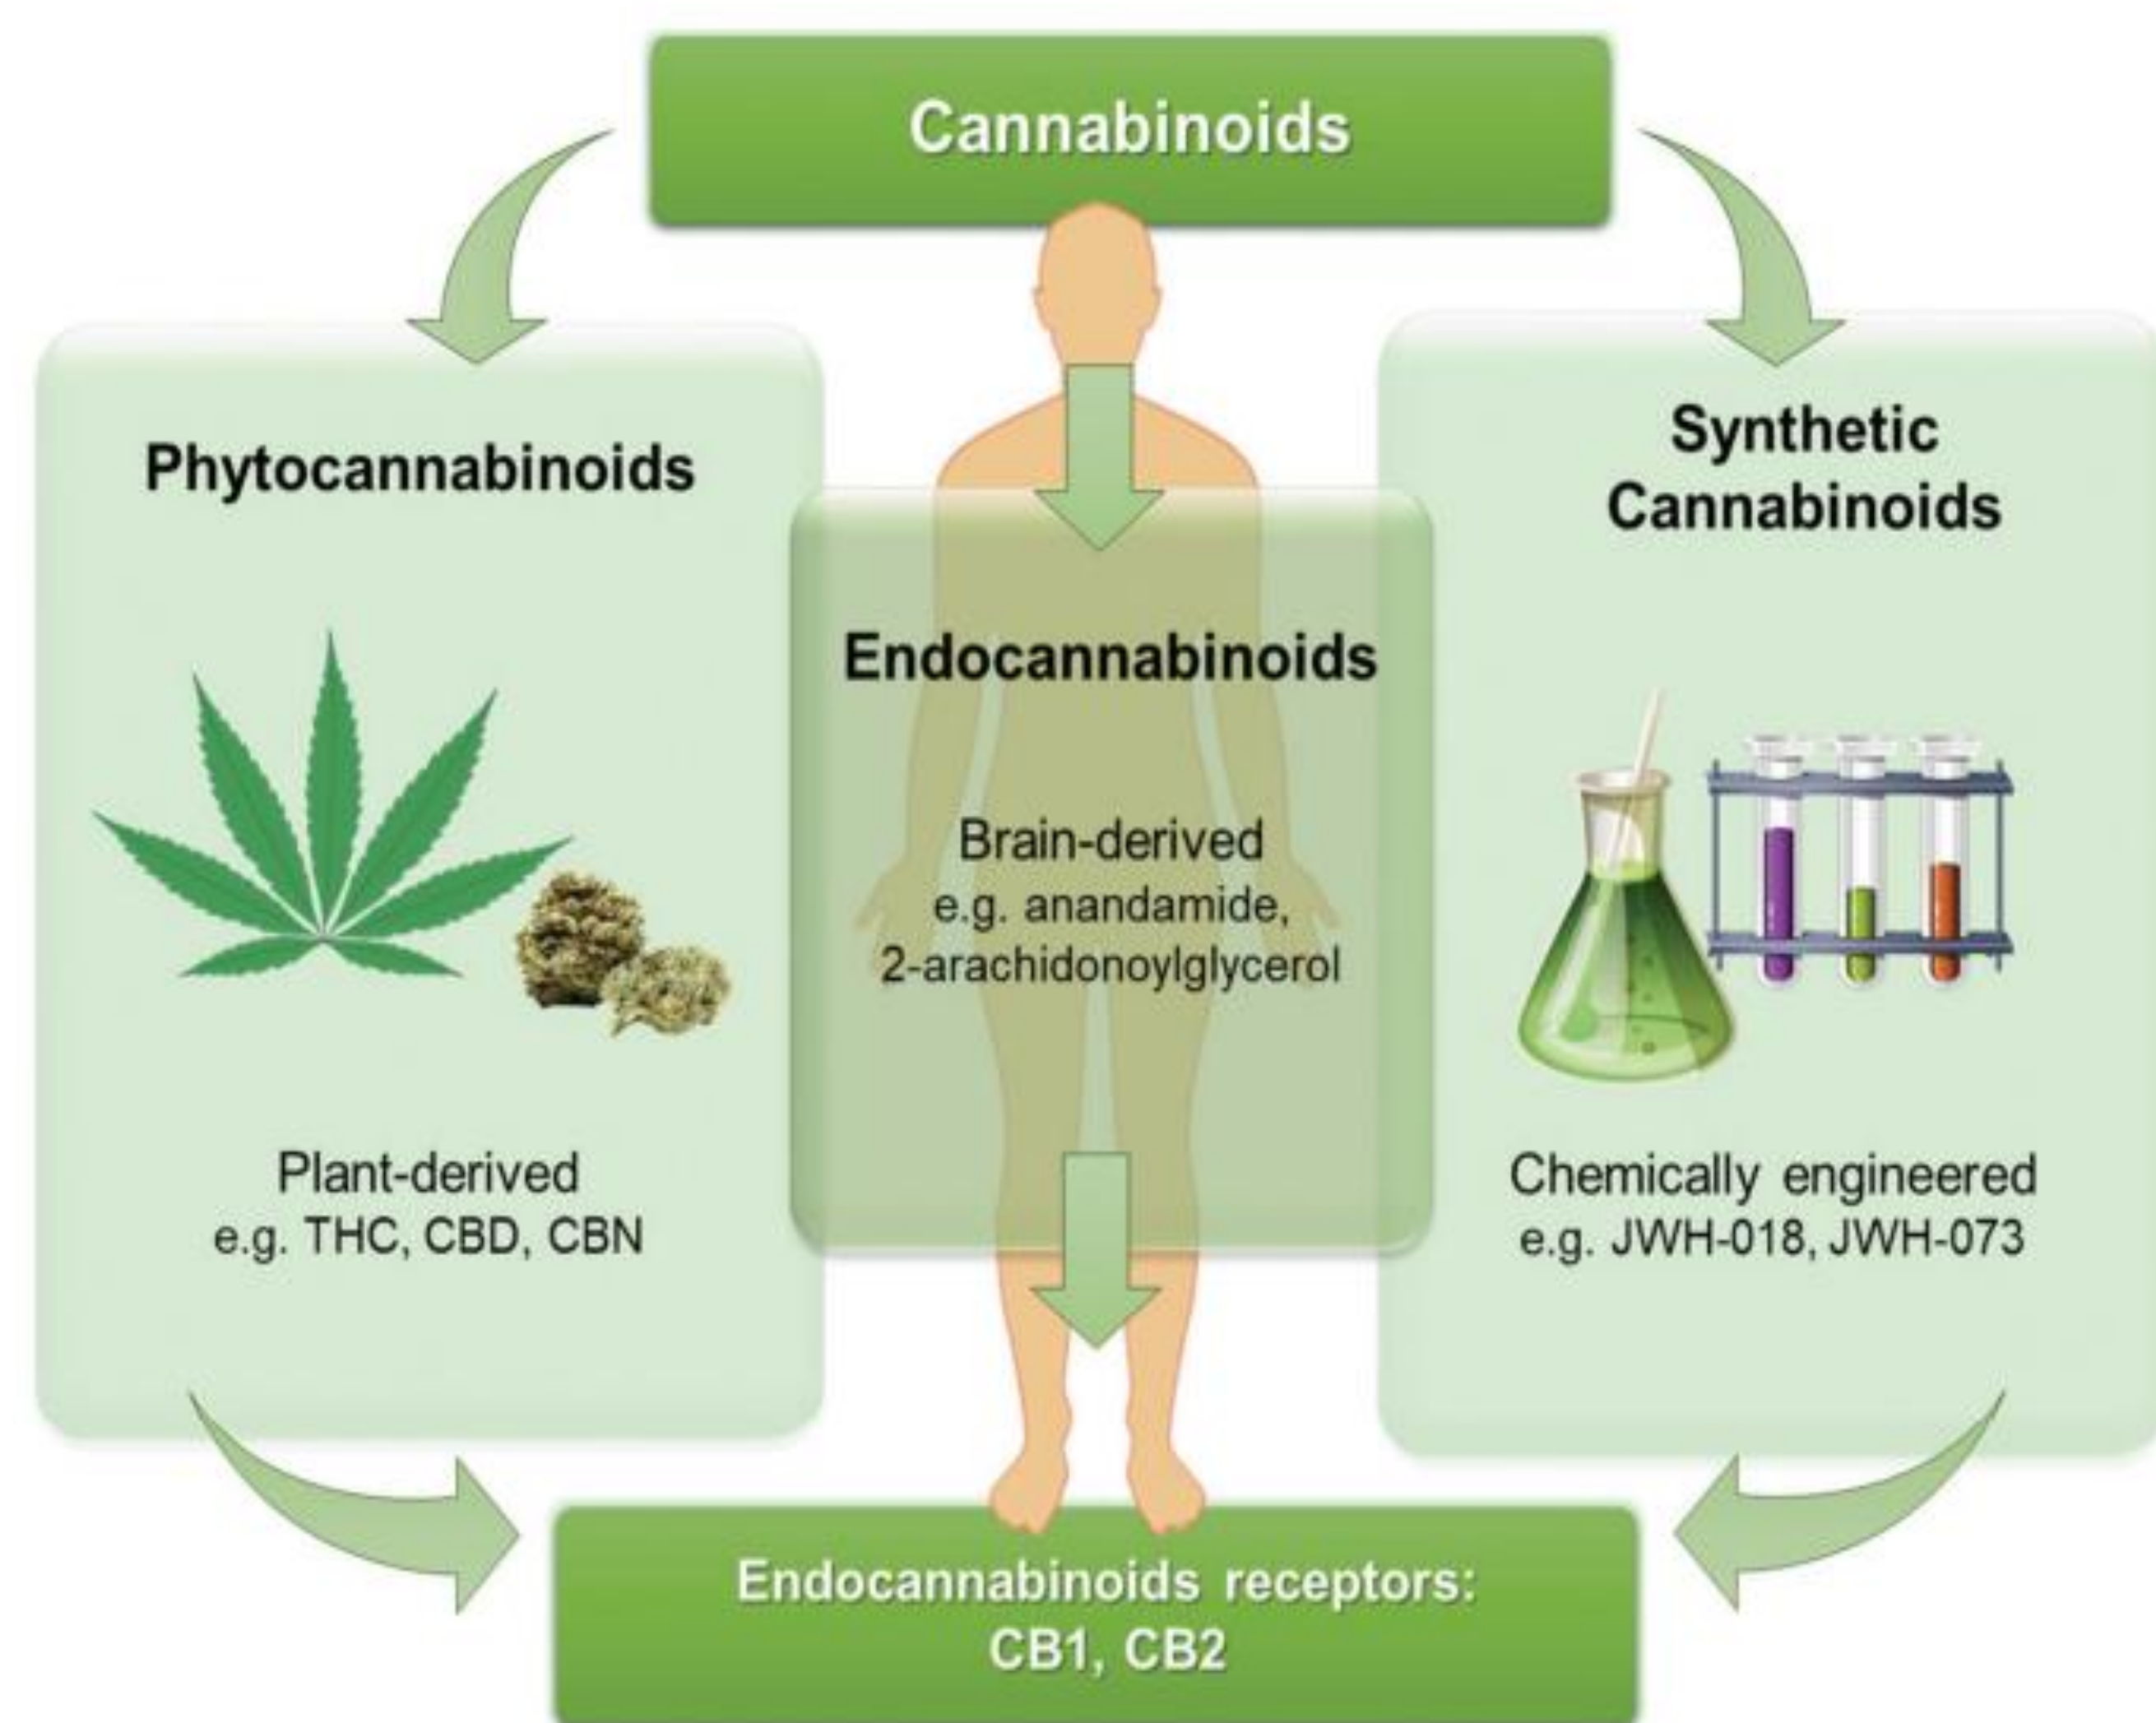 Cannabinoids
Phytocannabinoids
Plant-derived
e.g. THC, CBD, CBN
Endocannabinoids
Brain-derived
e.g. anandamide,
2-arachidonoylglycerol
Synthetic
Cannabinoids
Chemically engineered
e.g. JWH-018, JWH-073
Endocannabinoids receptors:
CB1, CB2